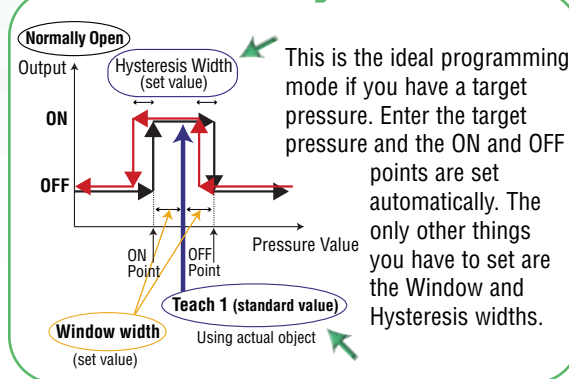 Normally Open
Output
Hysteresis Width
(set value)
ON
OFF
ON
Point
OFF
Point
Pressure Value
Teach 1 (standard value)
Using actual object
Window width
(set value)
This is the ideal programming
mode if you have a target
pressure. Enter the target
pressure and the ON and OFF
points are set
automatically. The
only other things
you have to set are
the Window and
Hysteresis widths.